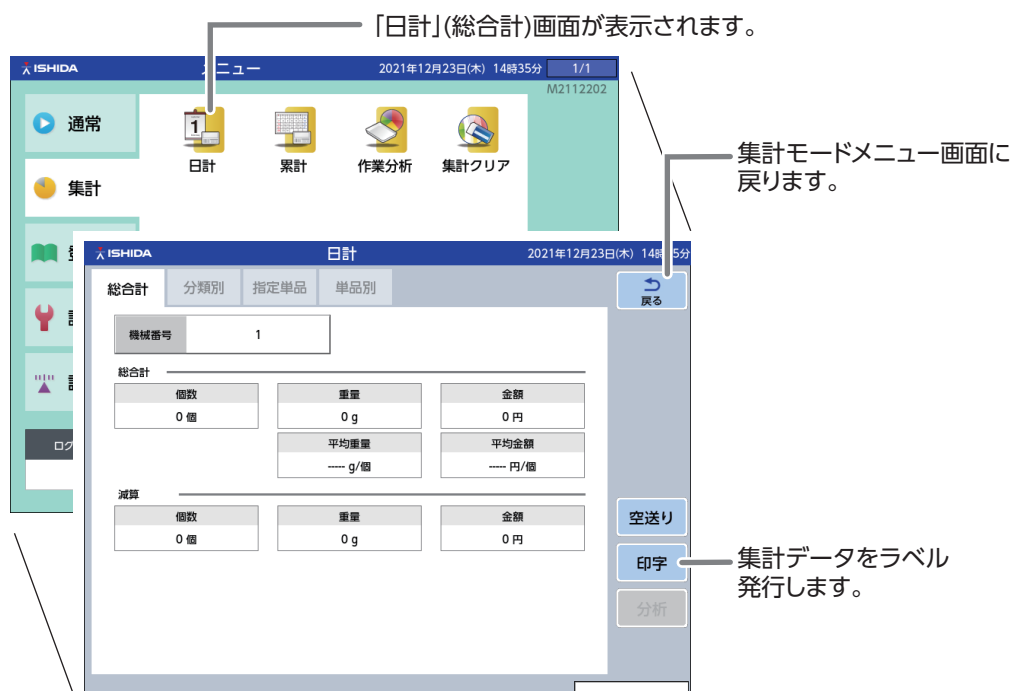 「日計」(総合計)画面が表示されます。
ISHIDA メニュー 2021年12月23日(木) 14時35分 1/1
M2112202
通常
日計 累計 作業分析 集計クリア
集計
集計モードメニュー画面に
戻ります。
ISHIDA 日計 2021年12月23日(木)
総合計 分類別 指定単品 単品別
戻る
機械番号 1
総合計
個数 重量 金額
0 個 0 g 0 円
平均重量 平均金額
----- g/個 ----- 円/個
減算
個数 重量 金額
0 個 0 g 0 円
空送り
印字
分析
集計データをラベル
発行します。